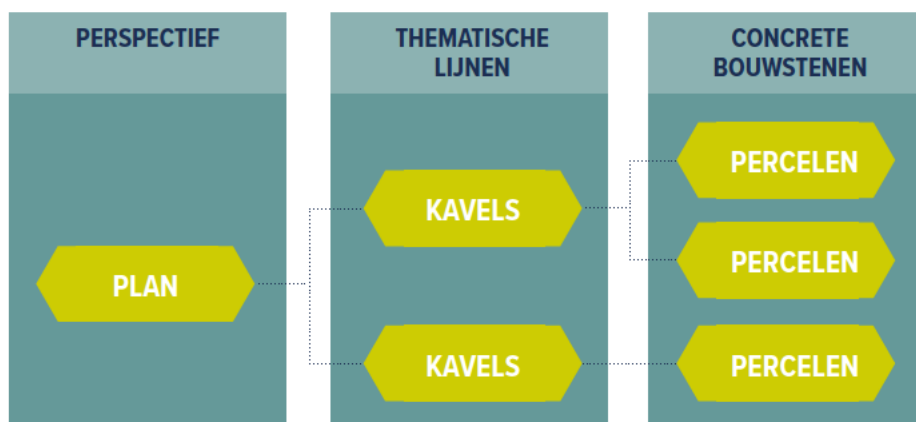 PERSPECTIEF
PLAN
THEMATISCHE
LIJNEN
KAVELS
KAVELS
CONCRETE
BOUWSTENEN
PERCELEN
PERCELEN
PERCELEN